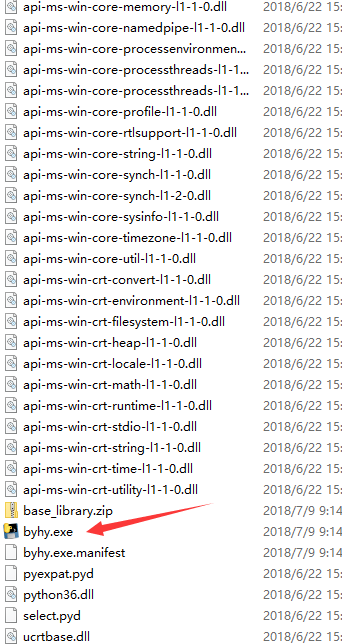 api-ms-win-core-memory-l1-1-0.dll 2018/6/22 15:
api-ms-win-core-namedpipe-l1-1-0.dll 2018/6/22 15:
api-ms-win-core-processenvironmen... 2018/6/22 15:
api-ms-win-core-processthreads-l1-1... 2018/6/22 15:
api-ms-win-core-processthreads-l1-1... 2018/6/22 15:
api-ms-win-core-profile-l1-1-0.dll 2018/6/22 15:
api-ms-win-core-rtlsupport-l1-1-0.dll 2018/6/22 15:
api-ms-win-core-string-l1-1-0.dll 2018/6/22 15:
api-ms-win-core-synch-l1-1-0.dll 2018/6/22 15:
api-ms-win-core-synch-l1-2-0.dll 2018/6/22 15:
api-ms-win-core-sysinfo-l1-1-0.dll 2018/6/22 15:
api-ms-win-core-timezone-l1-1-0.dll 2018/6/22 15:
api-ms-win-core-util-l1-1-0.dll 2018/6/22 15:
api-ms-win-crt-convert-l1-1-0.dll 2018/6/22 15:
api-ms-win-crt-environment-l1-1-0.dll 2018/6/22 15:
api-ms-win-crt-filesystem-l1-1-0.dll 2018/6/22 15:
api-ms-win-crt-heap-l1-1-0.dll 2018/6/22 15:
api-ms-win-crt-locale-l1-1-0.dll 2018/6/22 15:
api-ms-win-crt-math-l1-1-0.dll 2018/6/22 15:
api-ms-win-crt-runtime-l1-1-0.dll 2018/6/22 15:
api-ms-win-crt-stdio-l1-1-0.dll 2018/6/22 15:
api-ms-win-crt-string-l1-1-0.dll 2018/6/22 15:
api-ms-win-crt-time-l1-1-0.dll 2018/6/22 15:
api-ms-win-crt-utility-l1-1-0.dll 2018/6/22 15:
base_library.zip 2018/7/9 9:14
byhy.exe 2018/7/9 9:14
byhy.exe.manifest 2018/7/9 9:14
pyexpat.pyd 2018/6/22 15:
python36.dll 2018/6/22 15:
select.pyd 2018/6/22 15:
ucrtbase.dll 2018/6/22 15: